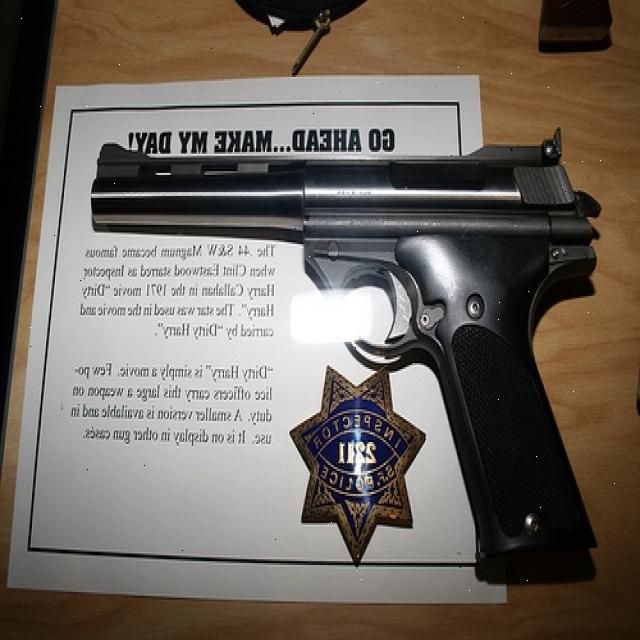 GO AHEAD...MAKE MY DAY!
The .44 S&W Magnum became famous
when Clint Eastwood starred as Inspector
Harry Callahan in the 1971 movie "Dirty
Harry". The star was used in the movie and
carried by "Dirty Harry".
"Dirty Harry" is simply a movie. Few po-
lice officers carry this large a weapon on
duty. A smaller version is available and in
use. It is on display in other gun cases.
INSPECTOR
2211
S.F. POLICE